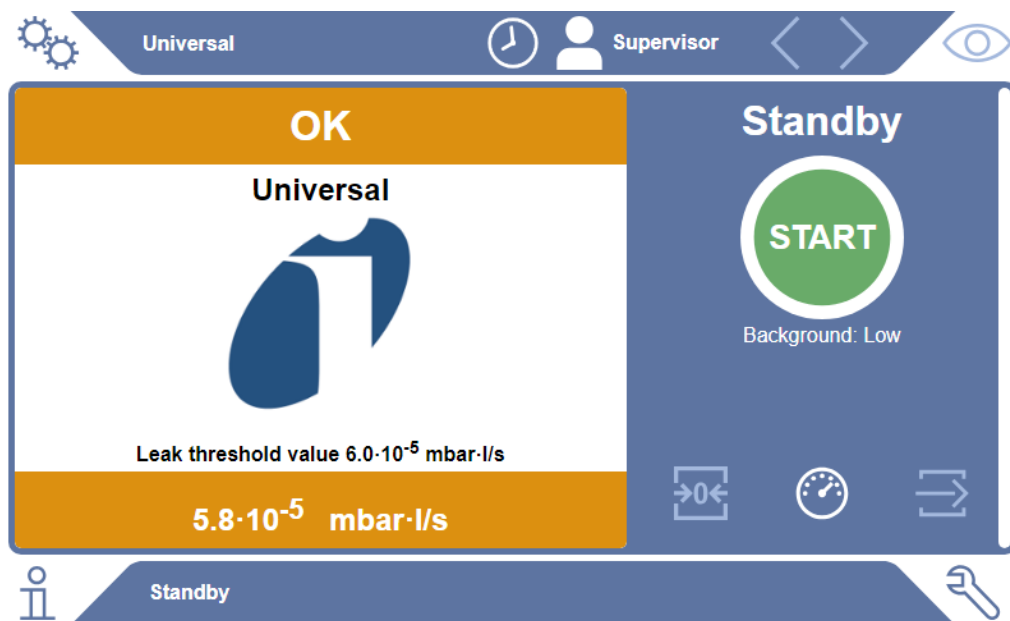 Universal
Supervisor
OK
Universal
Leak threshold value 6.0·10⁻⁵ mbar·l/s
5.8·10⁻⁵ mbar·l/s
Standby
START
Background: Low
→0←
Standby